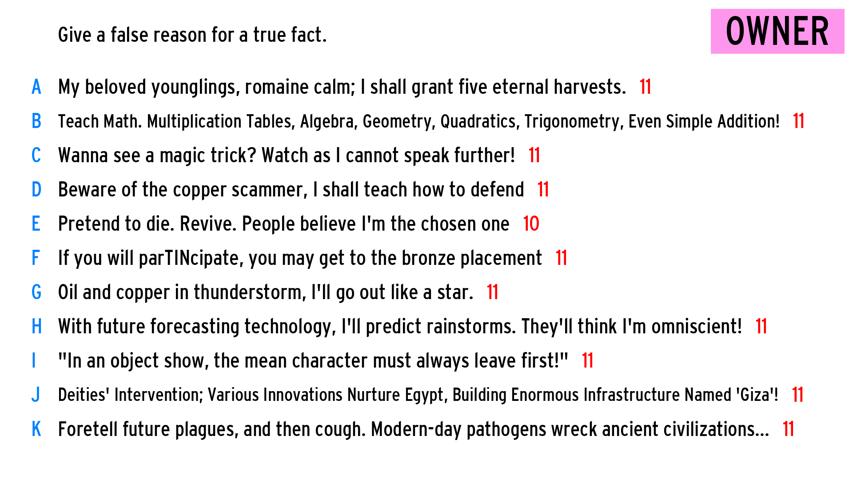 Give a false reason for a true fact.
OWNER
A My beloved younglings, romaine calm; I shall grant five eternal harvests. 11
B Teach Math. Multiplication Tables, Algebra, Geometry, Quadratics, Trigonometry, Even Simple Addition! 11
C Wanna see a magic trick? Watch as I cannot speak further! 11
D Beware of the copper scammer, I shall teach how to defend 11
E Pretend to die. Revive. People believe I'm the chosen one 10
F If you will parTINcipate, you may get to the bronze placement 11
G Oil and copper in thunderstorm, I'll go out like a star. 11
H With future forecasting technology, I'll predict rainstorms. They'll think I'm omniscient! 11
I "In an object show, the mean character must always leave first!" 11
J Deities' Intervention; Various Innovations Nurture Egypt, Building Enormous Infrastructure Named 'Giza'! 11
K Foretell future plagues, and then cough. Modern-day pathogens wreck ancient civilizations... 11